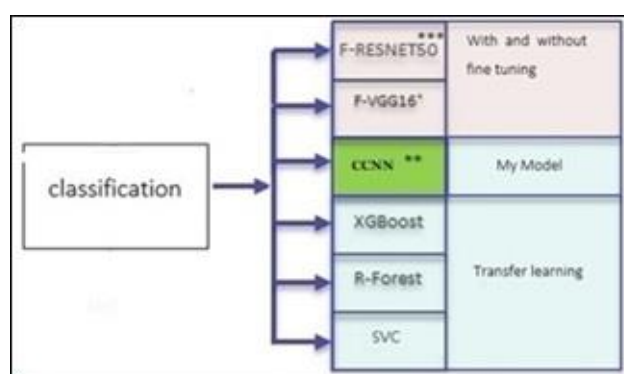 classification
F-RESNET50***
With and without
fine tuning
F-VGG16*
CCNN **
My Model
XGBoost
R-Forest
SVC
Transfer learning